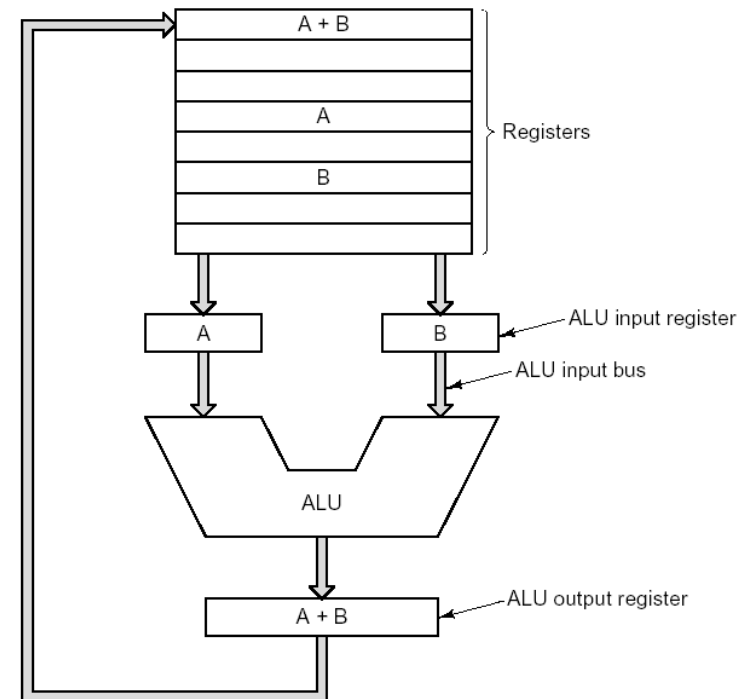 A + B
A
Registers
B
A
B
ALU input register
ALU input bus
ALU
A + B
ALU output register